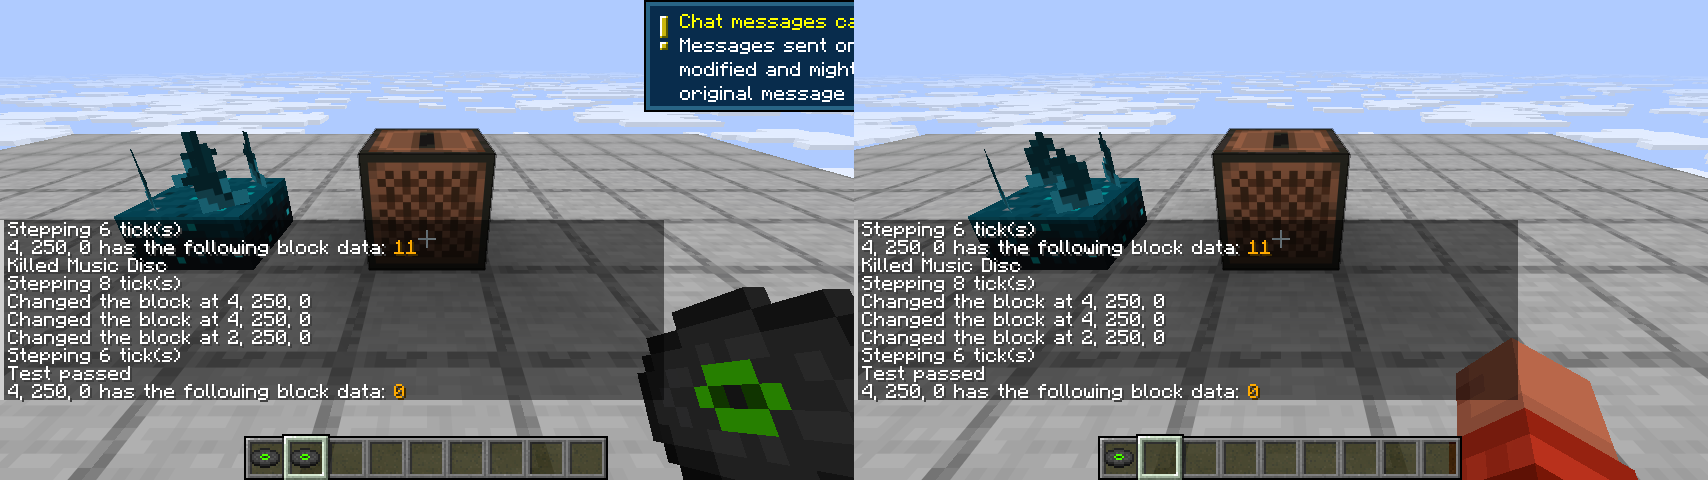 Chat messages ca
Messages sent on
modified and might
original message
Stepping 6 tick(s)
4, 250, 0 has the following block data: 11
Killed Music Disc
Stepping 8 tick(s)
Changed the block at 4, 250, 0
Changed the block at 4, 250, 0
Changed the block at 2, 250, 0
Stepping 6 tick(s)
Test passed
4, 250, 0 has the following block data: 0
Stepping 6 tick(s)
4, 250, 0 has the following block data: 11
Killed Music Disc
Stepping 8 tick(s)
Changed the block at 4, 250, 0
Changed the block at 4, 250, 0
Changed the block at 2, 250, 0
Stepping 6 tick(s)
Test passed
4, 250, 0 has the following block data: 0